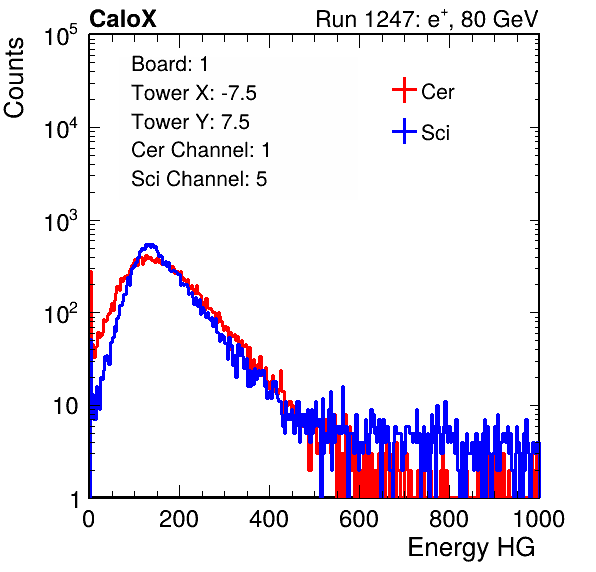 CaloX Run 1247: e⁺, 80 GeV
Counts
Board: 1
Tower X: -7.5
Tower Y: 7.5
Cer Channel: 1
Sci Channel: 5
Cer
Sci
10⁵
10⁴
10³
10²
10
1
0 200 400 600 800 1000
Energy HG